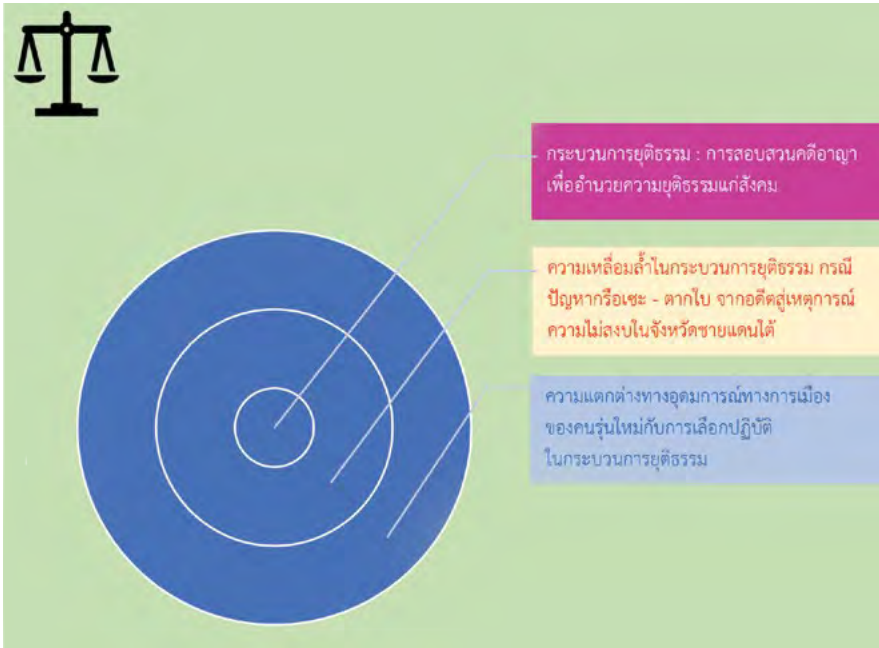 กระบวนการยุติธรรม : การสอบสวนคดีอาญา
เพื่ออำนวยความยุติธรรมแก่สังคม
ความเหลื่อมล้ำในกระบวนการยุติธรรม กรณี
ปัญหากรือเซะ - ตากใบ จากอดีตสู่เหตุการณ์
ความไม่สงบในจังหวัดชายแดนใต้
ความแตกต่างทางอุดมการณ์ทางการเมือง
ของคนรุ่นใหม่กับการเลือกปฏิบัติ
ในกระบวนการยุติธรรม